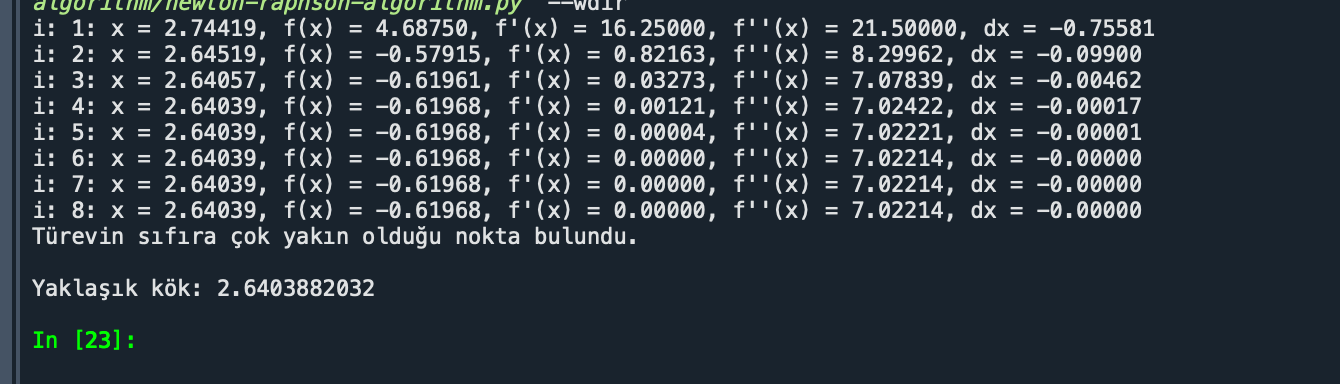 algorithm/newton-raphson-algorithm.py" --wdir
i: 1: x = 2.74419, f(x) = 4.68750, f'(x) = 16.25000, f''(x) = 21.50000, dx = -0.75581
i: 2: x = 2.64519, f(x) = -0.57915, f'(x) = 0.82163, f''(x) = 8.29962, dx = -0.09900
i: 3: x = 2.64057, f(x) = -0.61961, f'(x) = 0.03273, f''(x) = 7.07839, dx = -0.00462
i: 4: x = 2.64039, f(x) = -0.61968, f'(x) = 0.00121, f''(x) = 7.02422, dx = -0.00017
i: 5: x = 2.64039, f(x) = -0.61968, f'(x) = 0.00004, f''(x) = 7.02221, dx = -0.00001
i: 6: x = 2.64039, f(x) = -0.61968, f'(x) = 0.00000, f''(x) = 7.02214, dx = -0.00000
i: 7: x = 2.64039, f(x) = -0.61968, f'(x) = 0.00000, f''(x) = 7.02214, dx = -0.00000
i: 8: x = 2.64039, f(x) = -0.61968, f'(x) = 0.00000, f''(x) = 7.02214, dx = -0.00000
Türevin sıfıra çok yakın olduğu nokta bulundu.
Yaklaşık kök: 2.6403882032
In [23]: